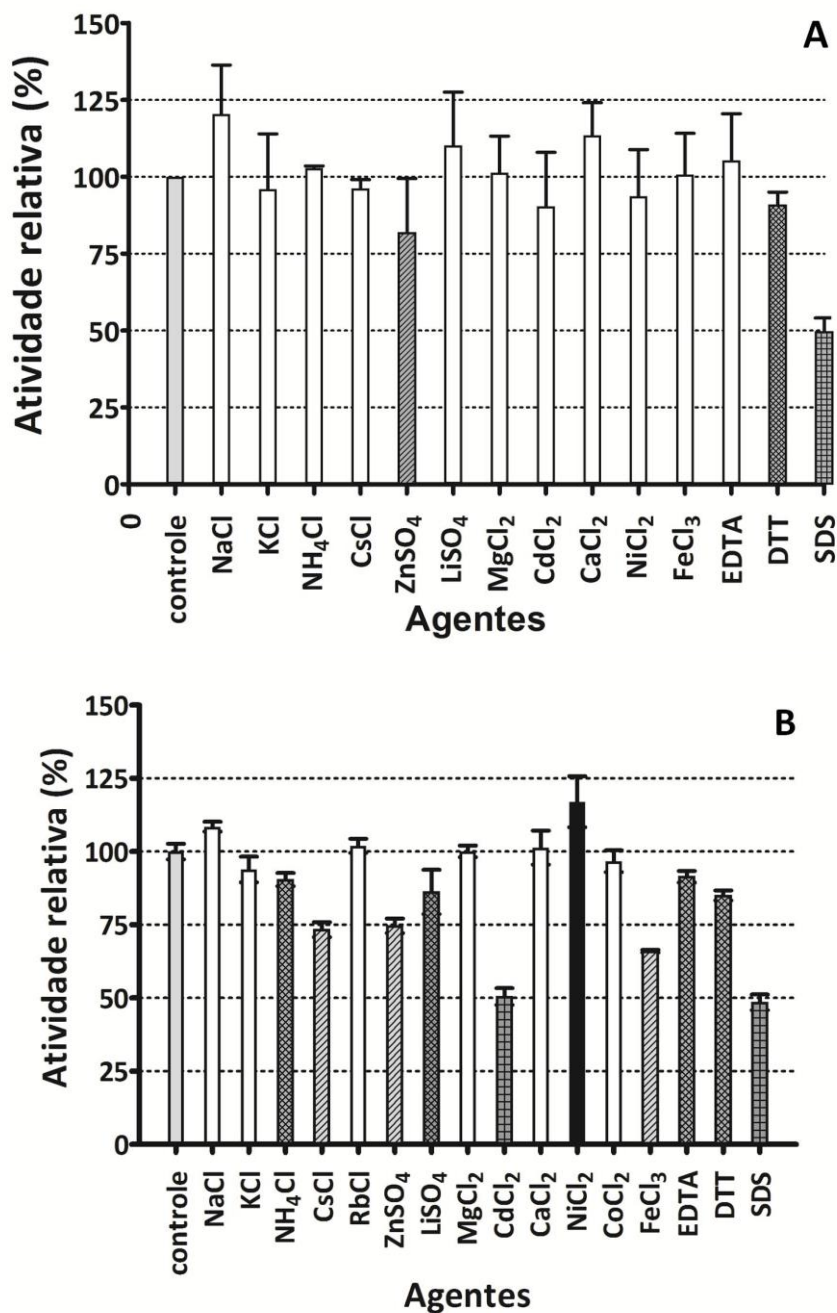 A
Atividade relativa (%)
150
125
100
75
50
25
0
0
controle
NaCl
KCl
NH₄Cl
CsCl
ZnSO₄
LiSO₄
MgCl₂
CdCl₂
CaCl₂
NiCl₂
FeCl₃
EDTA
DTT
SDS
Agentes
B
Atividade relativa (%)
150
125
100
75
50
25
0
controle
NaCl
KCl
NH₄Cl
CsCl
RbCl
ZnSO₄
LiSO₄
MgCl₂
CdCl₂
CaCl₂
NiCl₂
CoCl₂
FeCl₃
EDTA
DTT
SDS
Agentes